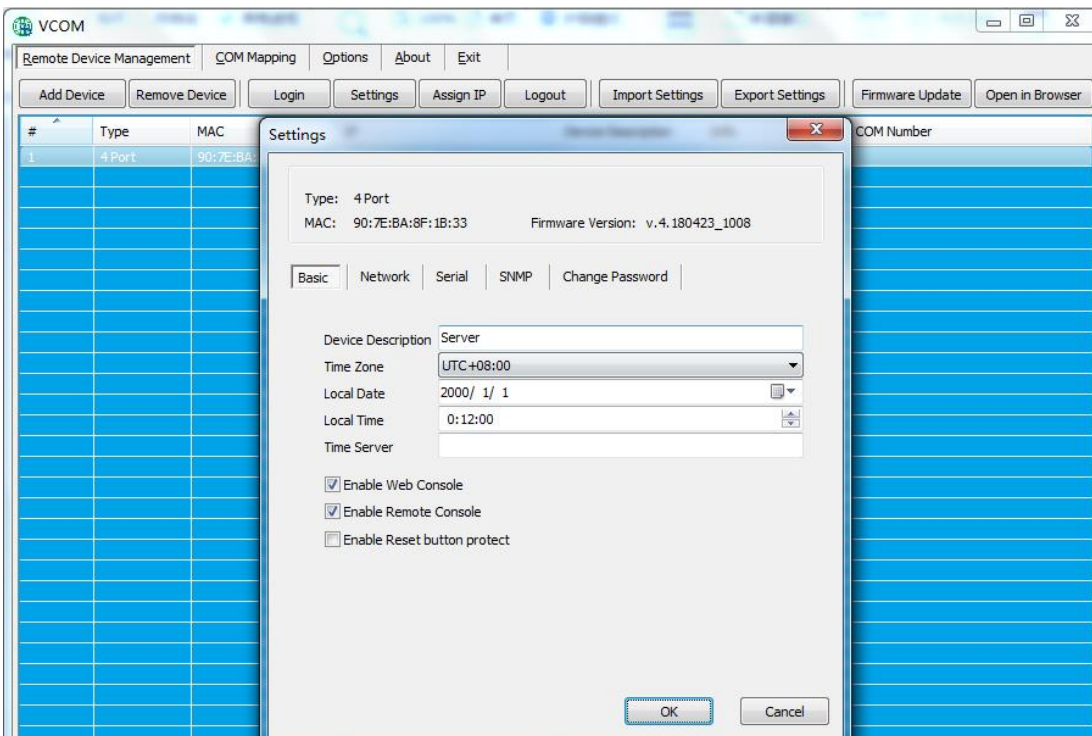 VCOM
Remote Device Management COM Mapping Options About Exit
Add Device Remove Device Login Settings Assign IP Logout Import Settings Export Settings Firmware Update Open in Browser
# Type MAC COM Number
1 4 Port 90:7E:BA:
Settings
Type: 4 Port
MAC: 90:7E:BA:8F:1B:33 Firmware Version: v.4.180423_1008
Basic Network Serial SNMP Change Password
Device Description Server
Time Zone UTC+08:00
Local Date 2000/ 1/ 1
Local Time 0:12:00
Time Server
Enable Web Console
Enable Remote Console
Enable Reset button protect
OK Cancel